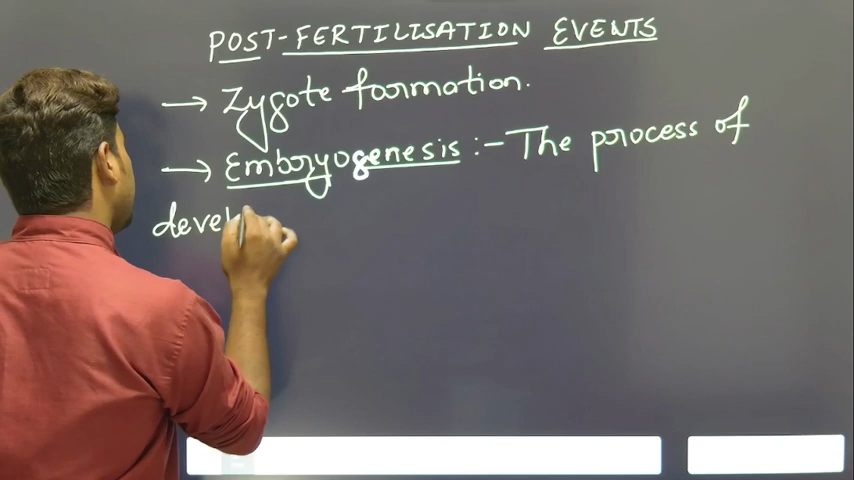 POST-FERTILISATION EVENTS
→ Zygote formation.
→ Embryogenesis :- The process of
devel